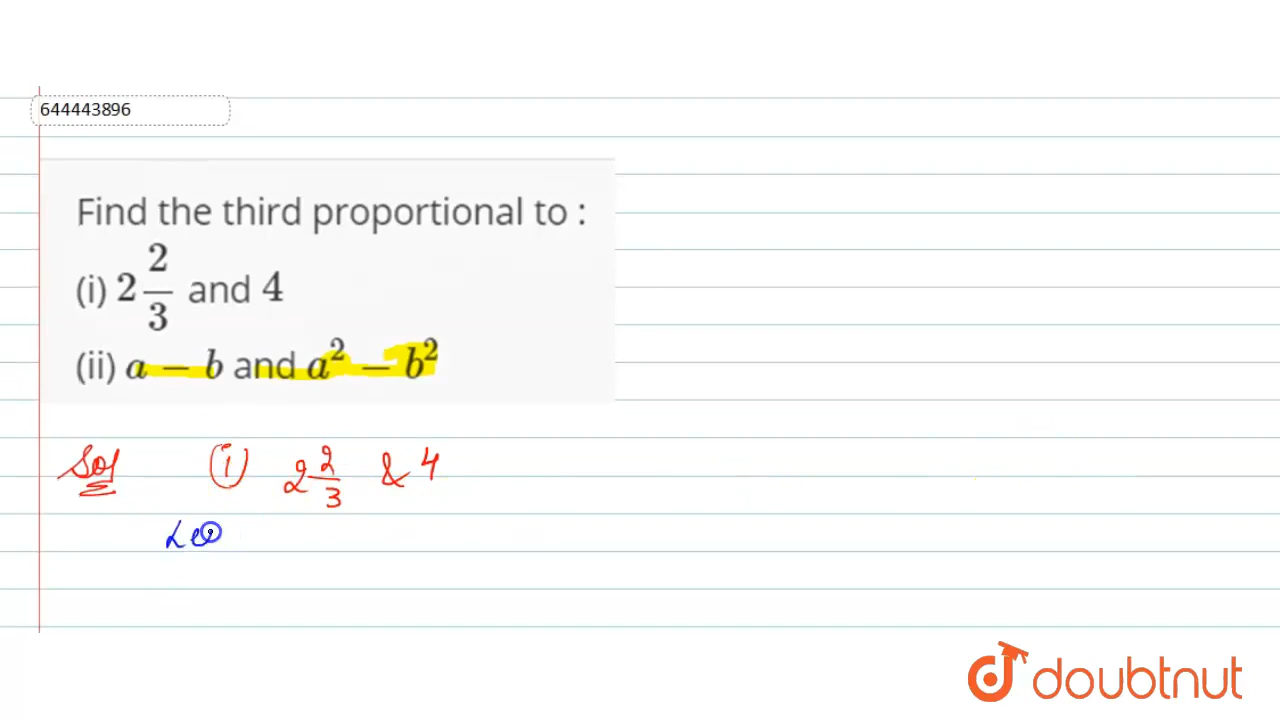 644443896
Find the third proportional to :
(i) 2 2/3 and 4
(ii) a − b and a² − b²
Sol (i) 2 2/3 & 4
doubtnut